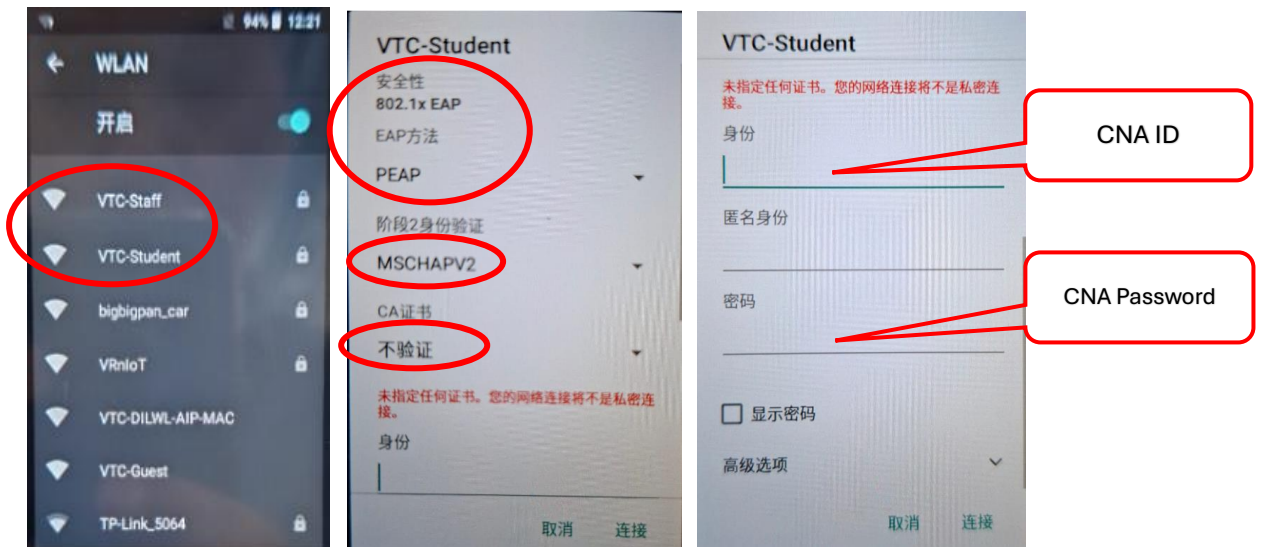 94% 12:21
WLAN
开启
VTC-Staff
VTC-Student
bigbigpan_car
VRnIoT
VTC-DILWL-AIP-MAC
VTC-Guest
TP-Link_5064
VTC-Student
安全性
802.1x EAP
EAP方法
PEAP
阶段2身份验证
MSCHAPV2
CA证书
不验证
未指定任何证书。您的网络连接将不是私密连
接。
身份
取消 连接
VTC-Student
未指定任何证书。您的网络连接将不是私密连
接。
身份
匿名身份
密码
显示密码
高级选项
取消 连接
CNA ID
CNA Password